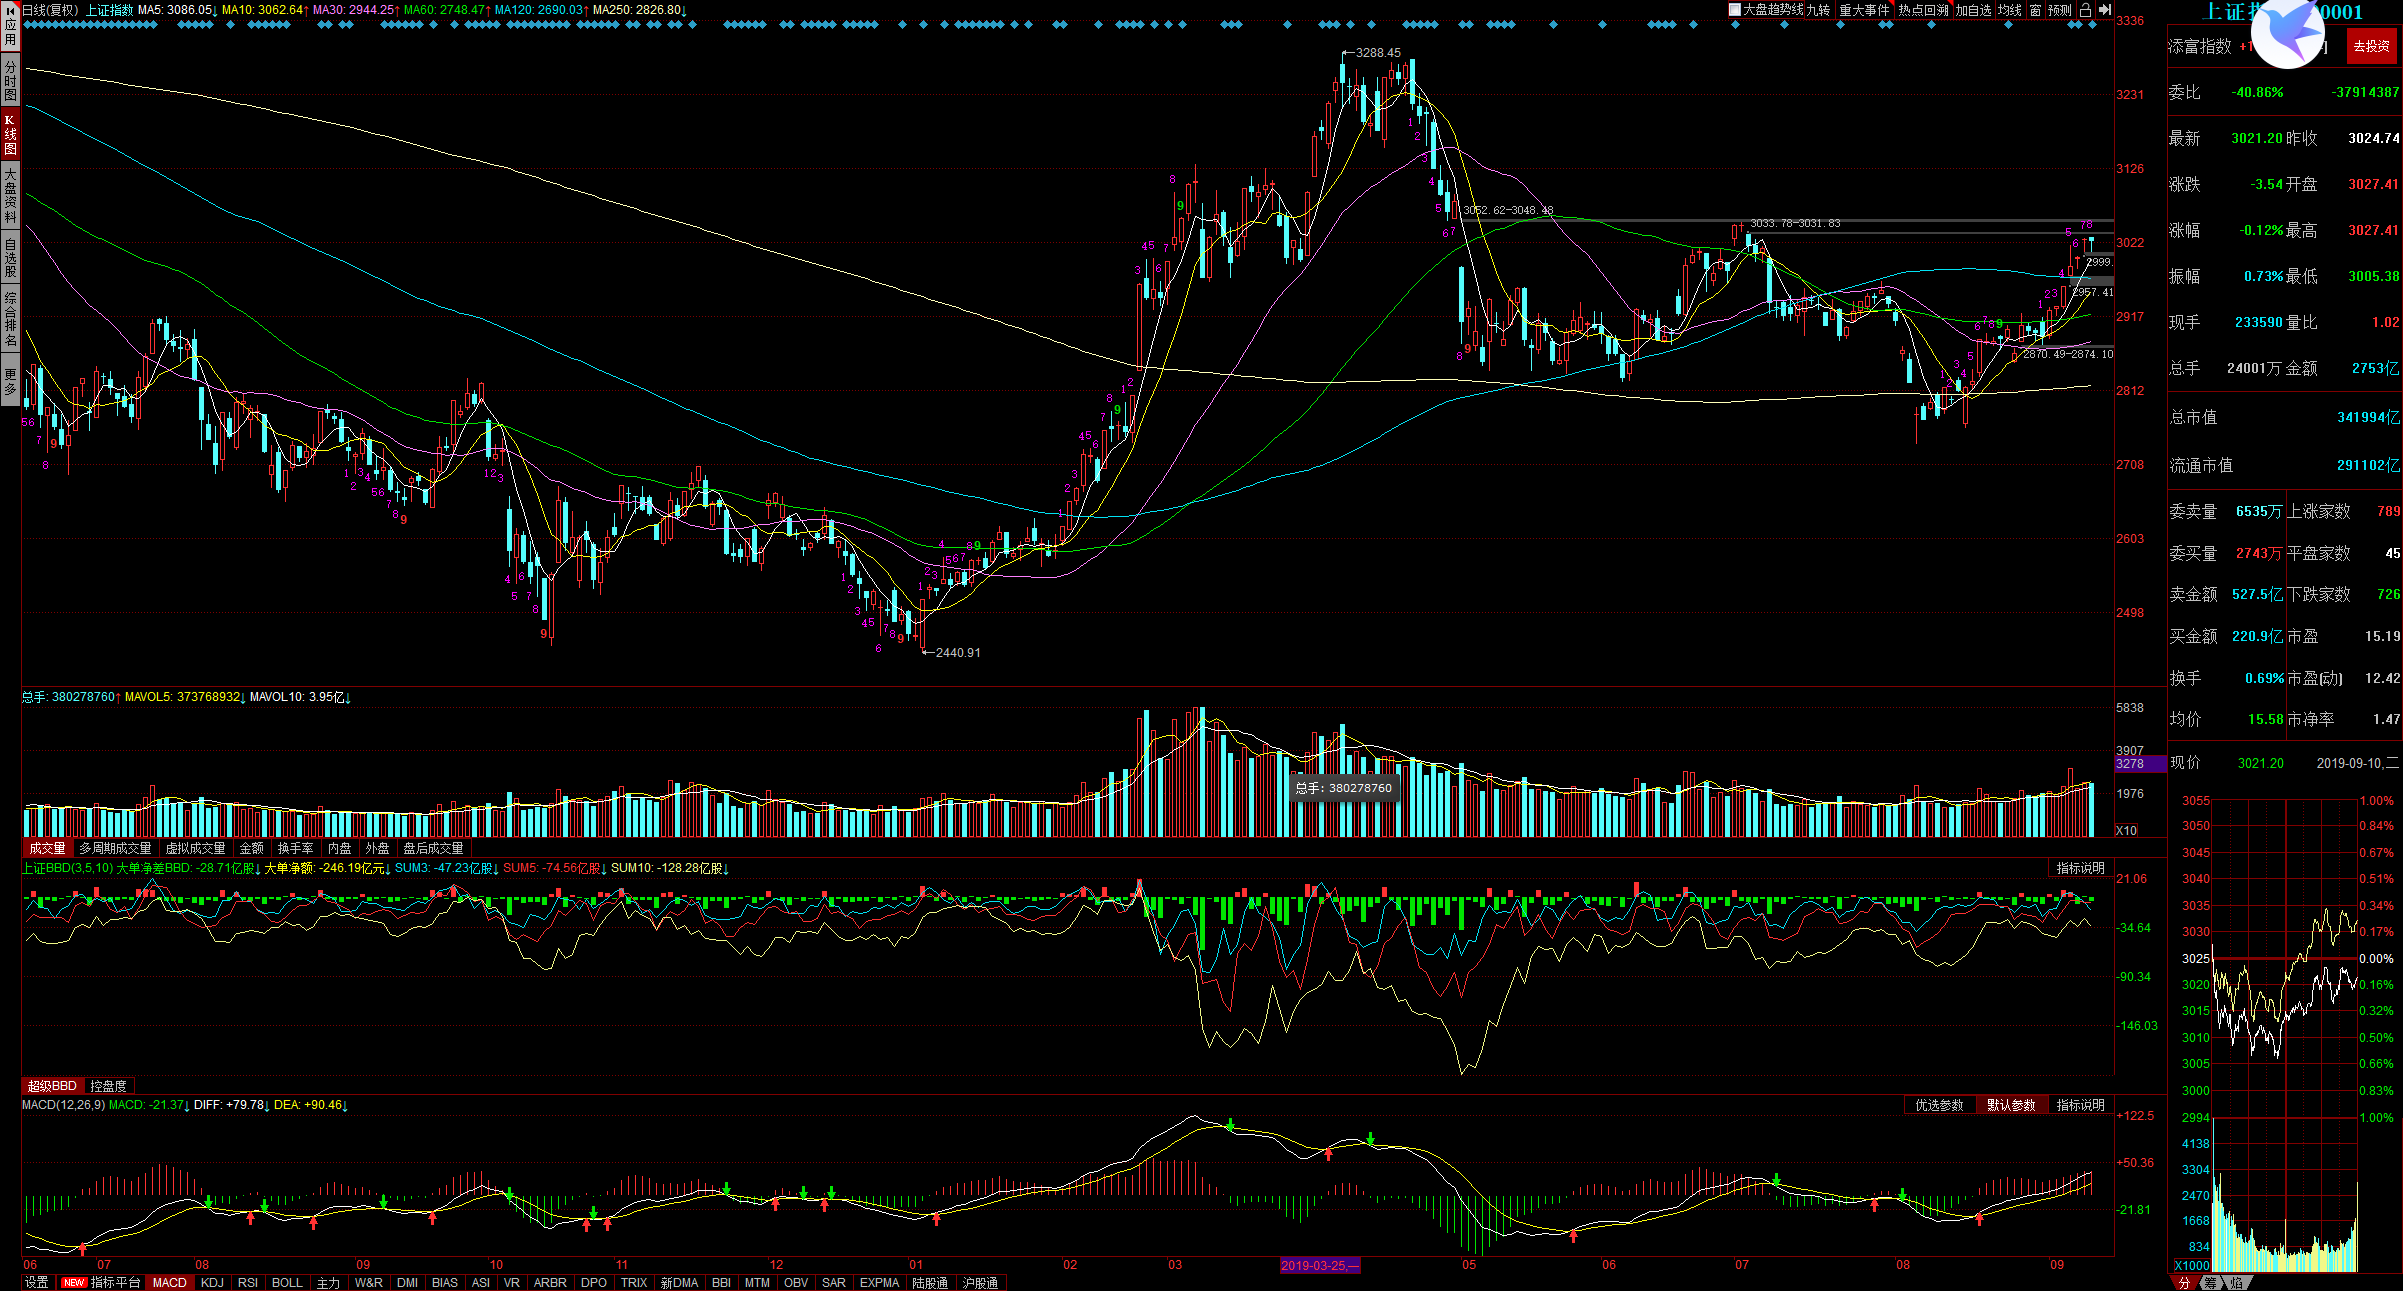 日线(复权) 上证指数 MA5: 3086.05↓ MA10: 3062.64↑ MA30: 2944.25↑ MA60: 2748.47↑ MA120: 2690.03↑ MA250: 2826.80↓
大盘趋势线 九转 重大事件 热点回溯 加自选 均线 窗 预测
应用
分时图
K线图
大盘资料
自选股
综合排名
更多
3336
3231
3126
3022
2917
2812
2708
2603
2498
3288.45
3052.62-3048.48
3033.78-3031.83
2999.
2957.41
2870.49-2874.10
2440.91
总手: 380278760↑ MAVOL5: 373768932↓ MAVOL10: 3.95亿↓
5838
3907
3278
1976
X10
总手: 380278760
成交量 多周期成交量 虚拟成交量 金额 换手率 内盘 外盘 盘后成交量
上证BBD(3,5,10) 大单净差BBD: -28.71亿股↓ 大单净额: -246.19亿元↓ SUM3: -47.23亿股↓ SUM5: -74.56亿股↓ SUM10: -128.28亿股↓
指标说明
21.06
-34.64
-90.34
-146.03
超级BBD 控盘度
MACD(12,26,9) MACD: -21.37↓ DIFF: +79.78↓ DEA: +90.46↓
优选参数 默认参数 指标说明
+122.5
+50.36
-21.81
06 07 08 09 10 11 12 01 02 03 2019-03-25,一 05 06 07 08 09
设置 NEW 指标平台 MACD KDJ RSI BOLL 主力 W&R DMI BIAS ASI VR ARBR DPO TRIX 新DMA BBI MTM OBV SAR EXPMA 陆股通 沪股通
上证指 0001
添富指数 +1 去投资
委比 -40.86% -37914387
最新 3021.20 昨收 3024.74
涨跌 -3.54 开盘 3027.41
涨幅 -0.12% 最高 3027.41
振幅 0.73% 最低 3005.38
现手 233590 量比 1.02
总手 24001万 金额 2753亿
总市值 341994亿
流通市值 291102亿
委卖量 6535万 上涨家数 789
委买量 2743万 平盘家数 45
卖金额 527.5亿 下跌家数 726
买金额 220.9亿 市盈 15.19
换手 0.69% 市盈(动) 12.42
均价 15.58 市净率 1.47
现价 3021.20 2019-09-10,二
3055 1.00%
3050 0.84%
3045 0.67%
3040 0.51%
3035 0.34%
3030 0.17%
3025 0.00%
3020 0.16%
3015 0.32%
3010 0.50%
3005 0.66%
3000 0.83%
2994 1.00%
4138
3304
2470
1668
834
X1000
分 筹 焰